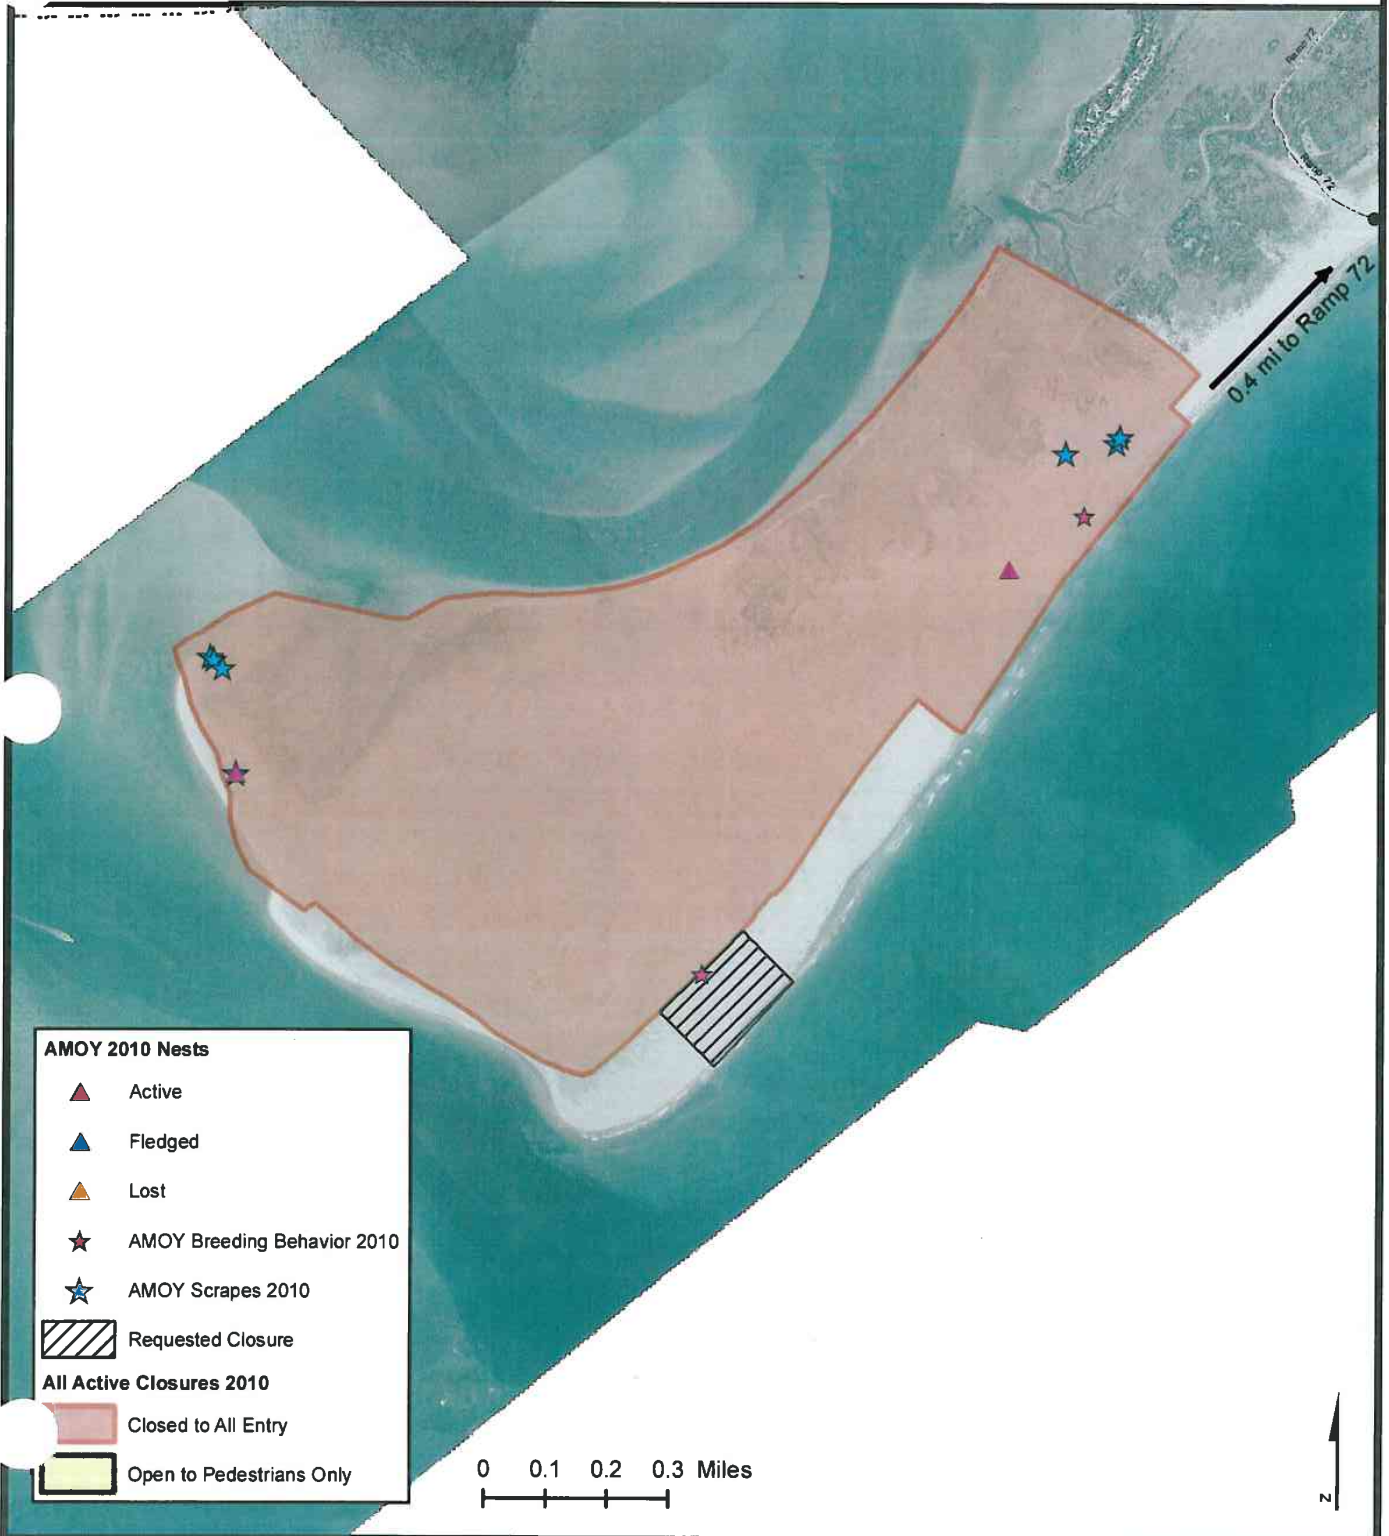 Ramp 72
Ramp 72
0.4 mi to Ramp 72
AMOY 2010 Nests
Active
Fledged
Lost
AMOY Breeding Behavior 2010
AMOY Scrapes 2010
Requested Closure
All Active Closures 2010
Closed to All Entry
Open to Pedestrians Only
0 0.1 0.2 0.3 Miles
N